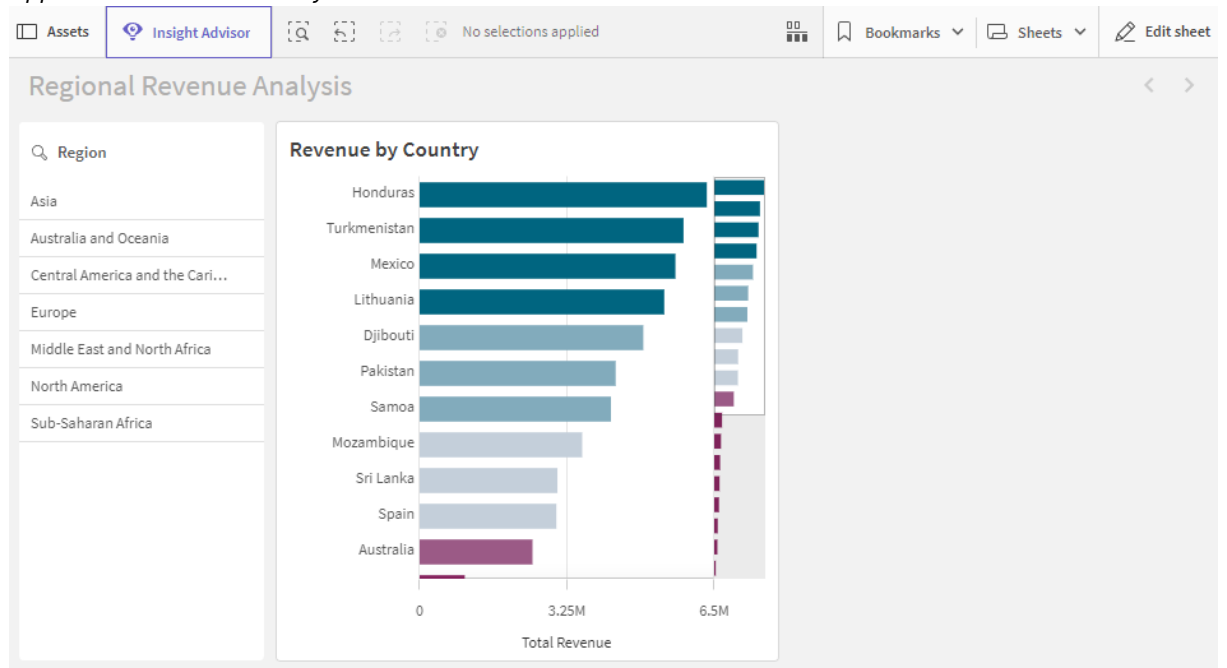 Assets
Insight Advisor
No selections applied
Bookmarks
Sheets
Edit sheet
Regional Revenue Analysis
Region
Asia
Australia and Oceania
Central America and the Cari...
Europe
Middle East and North Africa
North America
Sub-Saharan Africa
Revenue by Country
Honduras
Turkmenistan
Mexico
Lithuania
Djibouti
Pakistan
Samoa
Mozambique
Sri Lanka
Spain
Australia
0 3.25M 6.5M
Total Revenue